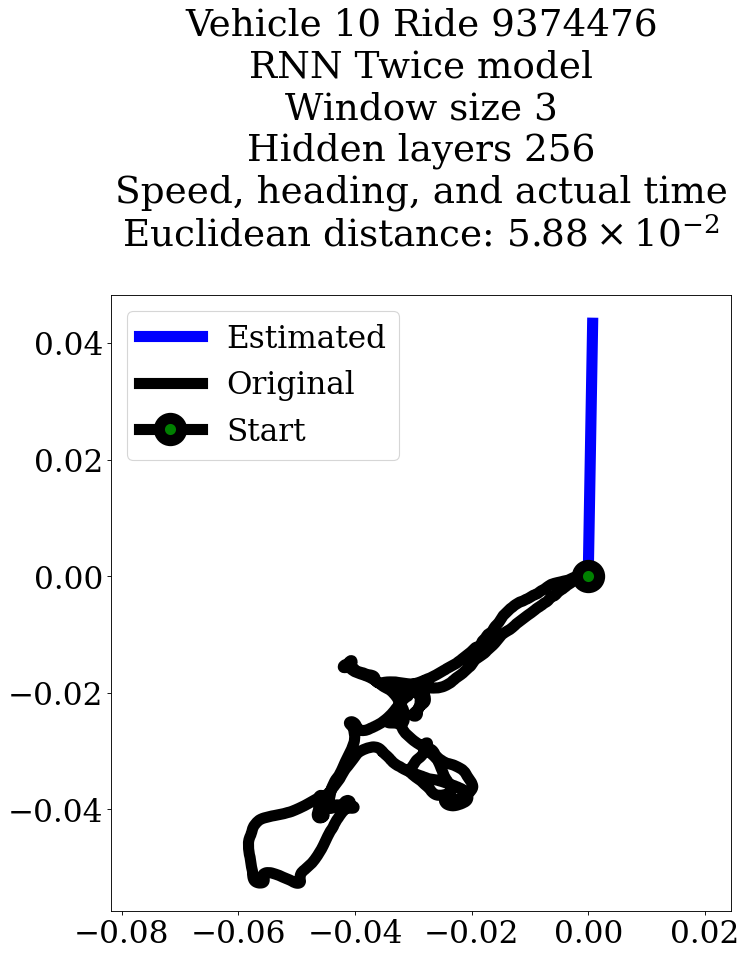 Vehicle 10 Ride 9374476
RNN Twice model
Window size 3
Hidden layers 256
Speed, heading, and actual time
Euclidean distance: 5.88 × 10⁻²
Estimated
Original
Start
0.04
0.02
0.00
−0.02
−0.04
−0.08 −0.06 −0.04 −0.02 0.00 0.02